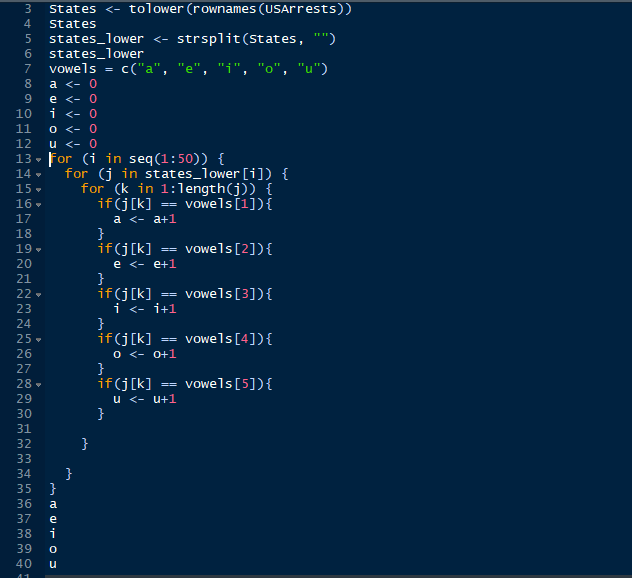 3 States <- tolower(rownames(USArrests))
4 States
5 states_lower <- strsplit(States, "")
6 states_lower
7 vowels = c("a", "e", "i", "o", "u")
8 a <- 0
9 e <- 0
10 i <- 0
11 o <- 0
12 u <- 0
13 for (i in seq(1:50)) {
14   for (j in states_lower[i]) {
15     for (k in 1:length(j)) {
16       if(j[k] == vowels[1]){
17         a <- a+1
18       }
19       if(j[k] == vowels[2]){
20         e <- e+1
21       }
22       if(j[k] == vowels[3]){
23         i <- i+1
24       }
25       if(j[k] == vowels[4]){
26         o <- o+1
27       }
28       if(j[k] == vowels[5]){
29         u <- u+1
30       }
31
32     }
33
34   }
35 }
36 a
37 e
38 i
39 o
40 u
41